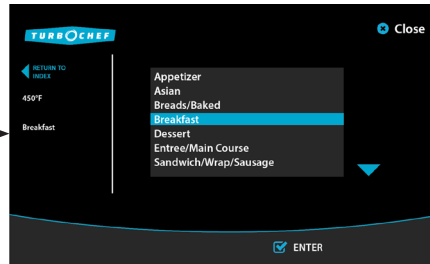 TURBOCHEF
Close
RETURN TO
INDEX
450°F
Breakfast
Appetizer
Asian
Breads/Baked
Breakfast
Dessert
Entree/Main Course
Sandwich/Wrap/Sausage
ENTER